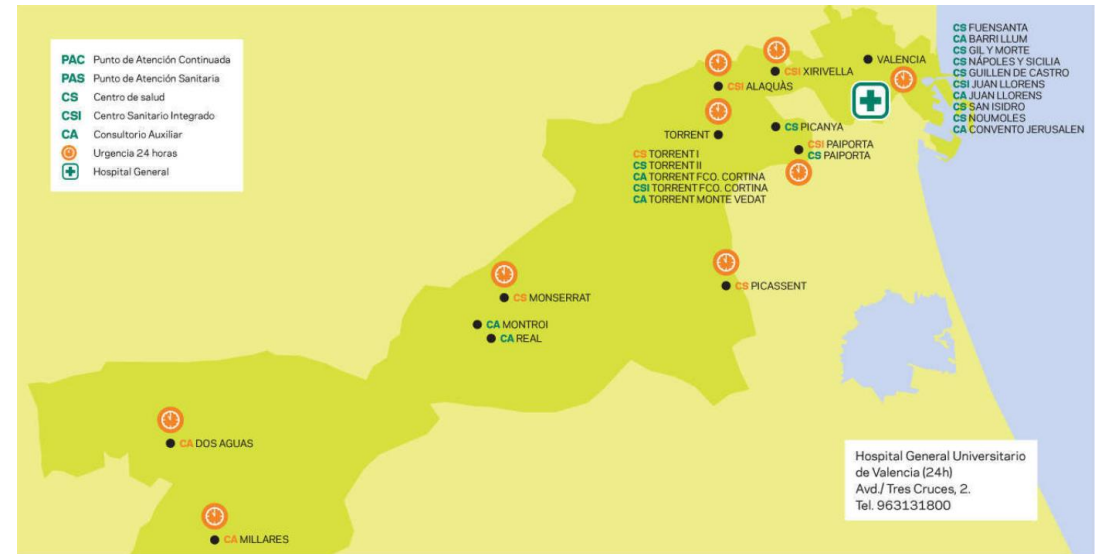 PAC Punto de Atención Continuada
PAS Punto de Atención Sanitaria
CS Centro de salud
CSI Centro Sanitario Integrado
CA Consultorio Auxiliar
Urgencia 24 horas
Hospital General
CS FUENSANTA
CA BARRI LLUM
CS GIL Y MORTE
CS NÁPOLES Y SICILIA
CS GUILLEN DE CASTRO
CSI JUAN LLORENS
CA JUAN LLORENS
CS SAN ISIDRO
CS NOUMOLES
CA CONVENTO JERUSALEN
VALENCIA
CSI XIRIVELLA
CSI ALAQUÀS
TORRENT
CS PICANYA
CSI PAIPORTA
CS PAIPORTA
CS TORRENT I
CS TORRENT II
CA TORRENT FCO. CORTINA
CSI TORRENT FCO. CORTINA
CA TORRENT MONTE VEDAT
CS PICASSENT
CS MONSERRAT
CA MONTROI
CA REAL
CA DOS AGUAS
CA MILLARES
Hospital General Universitario
de Valencia (24h)
Avd./ Tres Cruces, 2.
Tel. 963131800